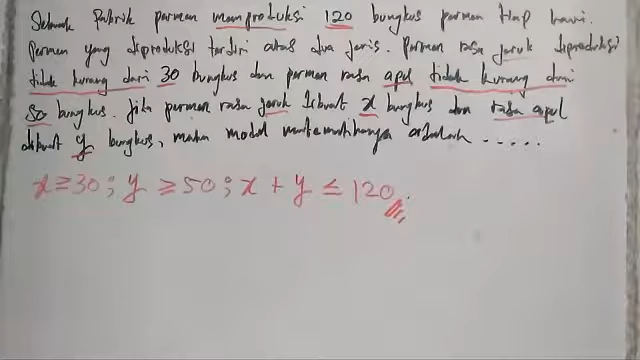 Sebuah Pabrik permen memproduksi 120 bungkus permen tiap hari.
Permen yang diproduksi terdiri atas dua jenis. Permen rasa jeruk diproduksi
tidak kurang dari 30 bungkus dan permen rasa apel tidak kurang dari
50 bungkus. Jika permen rasa jeruk dibuat x bungkus dan rasa apel
dibuat y bungkus, maka model matematikanya adalah .....
x ≥ 30 ; y ≥ 50 ; x + y ≤ 120